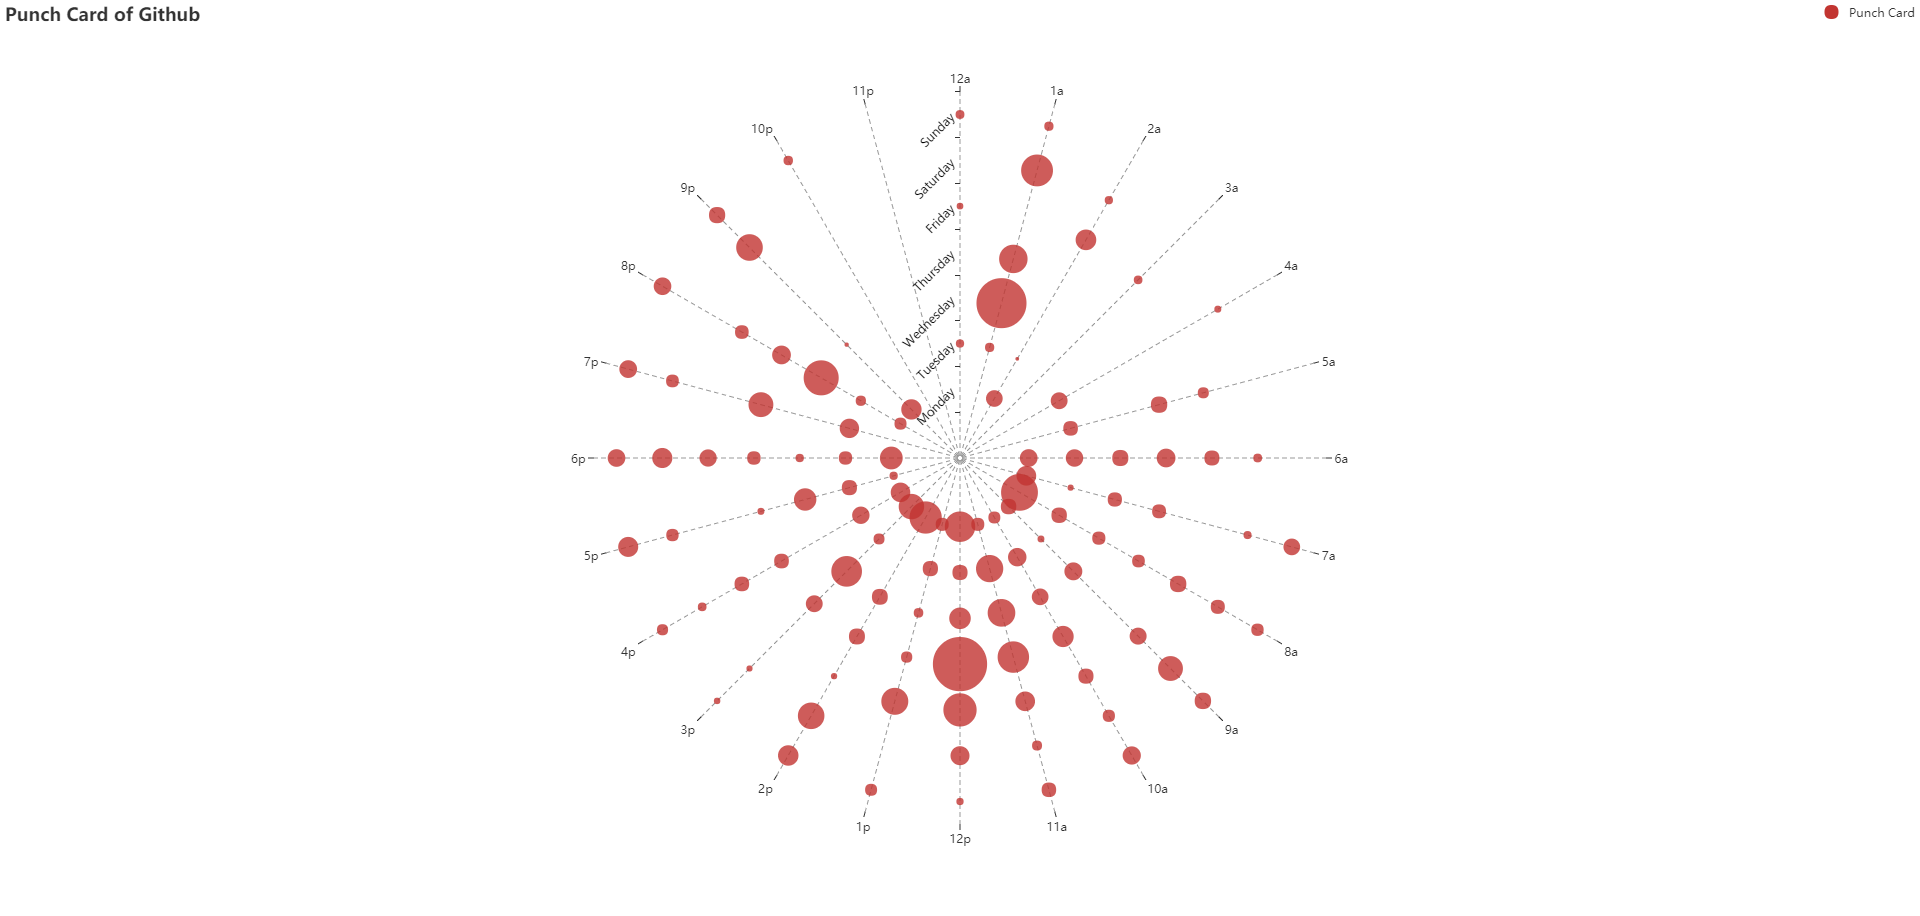 Punch Card of Github
Punch Card
12a
1a
2a
3a
4a
5a
6a
7a
8a
9a
10a
11a
12p
1p
2p
3p
4p
5p
6p
7p
8p
9p
10p
11p
Sunday
Saturday
Friday
Thursday
Wednesday
Tuesday
Monday